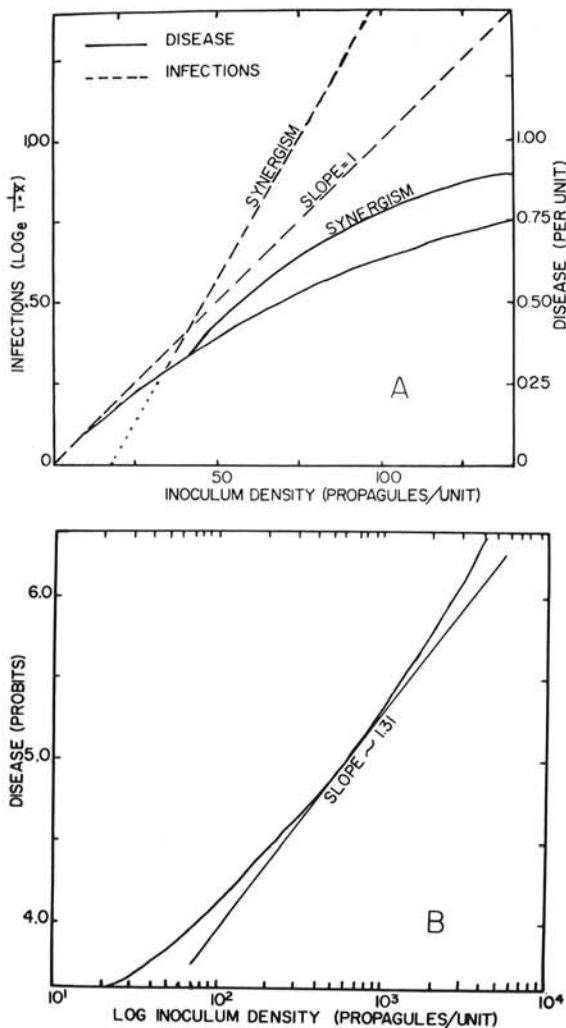 DISEASE
INFECTIONS
SYNERGISM
SLOPE=1
SYNERGISM
INFECTIONS (LOGe 1/1-x)
1.00
.50
0
DISEASE (PER UNIT)
1.00
0.75
0.50
0.25
0
A
50
100
INOCULUM DENSITY (PROPAGULES/UNIT)
DISEASE (PROBITS)
6.0
5.0
4.0
SLOPE ~ 1.31
B
10¹
10²
10³
10⁴
LOG INOCULUM DENSITY (PROPAGULES/UNIT)